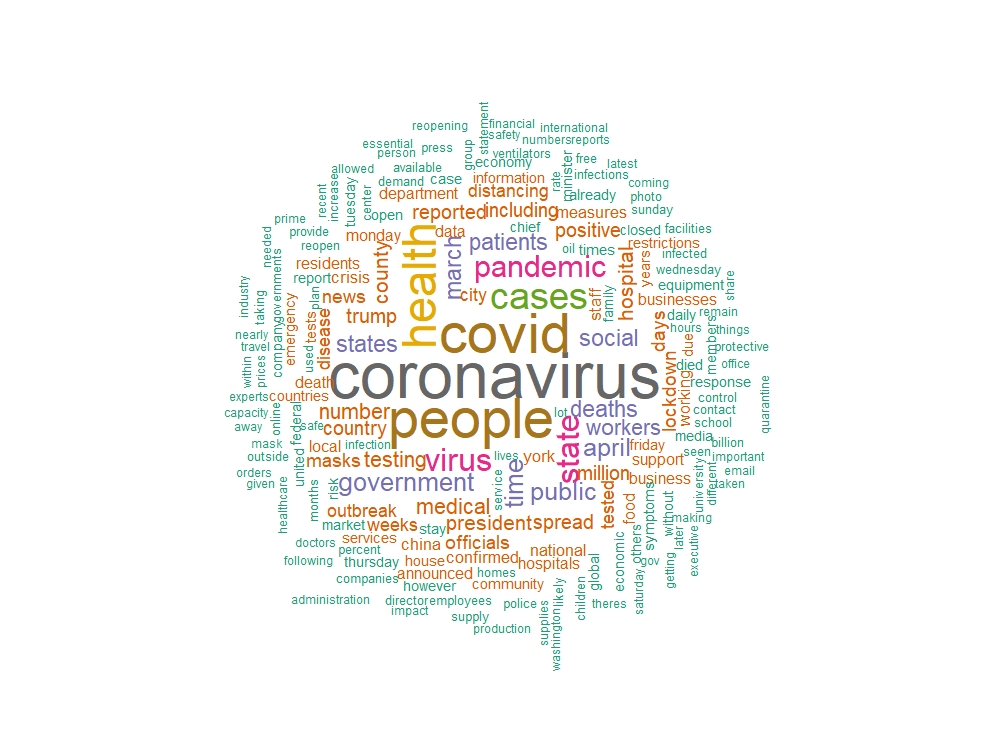 coronavirus
people
covid
health
cases
pandemic
state
virus
government
time
public
april
workers
deaths
social
patients
march
states
medical
president
spread
officials
testing
masks
number
country
trump
news
county
disease
reported
including
distancing
positive
hospital
days
lockdown
million
tested
weeks
outbreak
local
countries
death
residents
crisis
monday
data
department
information
measures
restrictions
years
businesses
staff
city
tests
emergency
working
due
friday
support
business
york
food
national
hospitals
confirmed
community
announced
house
china
services
reopening
financial
statement
safety
international
numbers
reports
essential
person
press
group
ventilators
economy
minister
free
latest
infections
allowed
available
demand
case
rate
already
coming
photo
sunday
recent
increase
tuesday
center
open
chief
oil
times
closed
facilities
infected
wednesday
equipment
share
family
prime
provide
reopen
needed
governments
report
plan
industry
taking
company
nearly
travel
used
within
prices
experts
capacity
away
online
federal
safe
mask
outside
orders
given
united
infection
healthcare
months
risk
market
stay
doctors
percent
following
thursday
companies
however
homes
administration
director
employees
impact
supply
production
police
supplies
washington
likely
children
global
theres
economic
saturday
others
gov
symptoms
without
making
later
getting
executive
university
different
taken
email
important
billion
seen
media
school
contact
control
response
quarantine
office
protective
things
members
remain
daily
hours
died
lot
lives
service